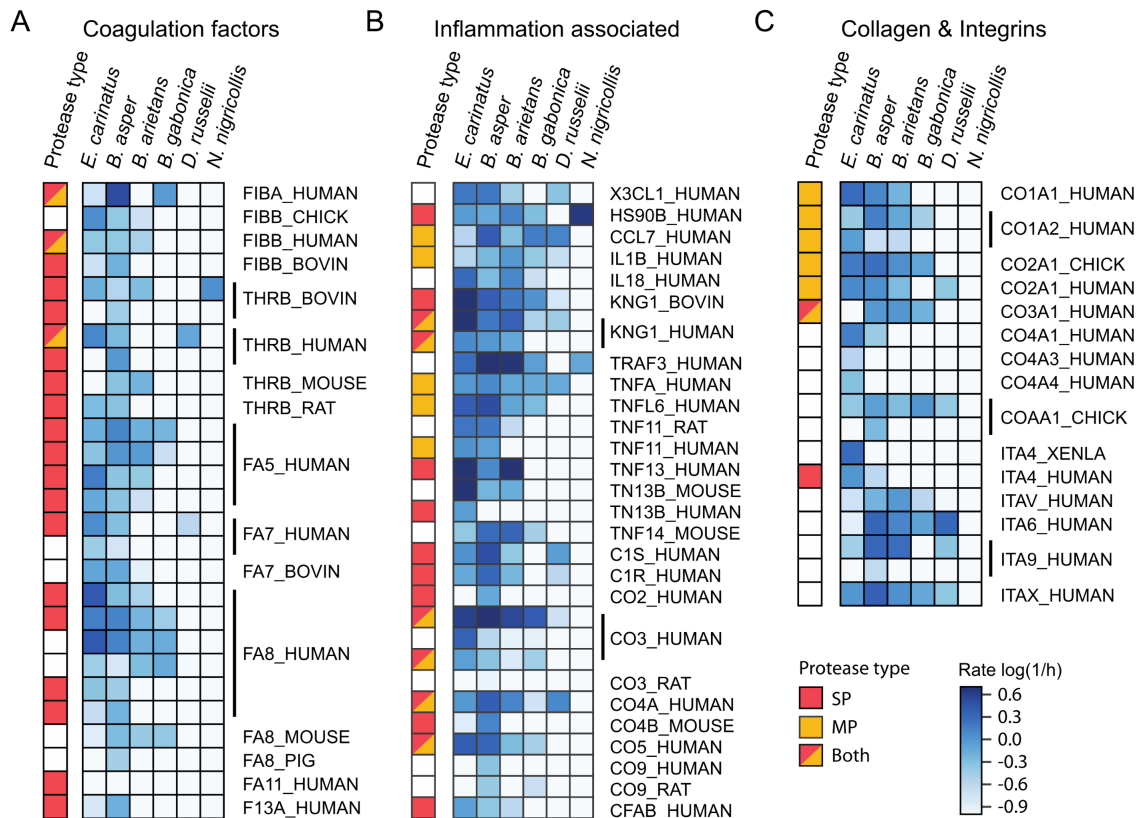 A
Coagulation factors
Protease type
E. carinatus
B. asper
B. arietans
B. gabonica
D. russelii
N. nigricollis
FIBA_HUMAN
FIBB_CHICK
FIBB_HUMAN
FIBB_BOVIN
THRB_BOVIN
THRB_HUMAN
THRB_MOUSE
THRB_RAT
FA5_HUMAN
FA7_HUMAN
FA7_BOVIN
FA8_HUMAN
FA8_MOUSE
FA8_PIG
FA11_HUMAN
F13A_HUMAN
B
Inflammation associated
Protease type
E. carinatus
B. asper
B. arietans
B. gabonica
D. russelii
N. nigricollis
X3CL1_HUMAN
HS90B_HUMAN
CCL7_HUMAN
IL1B_HUMAN
IL18_HUMAN
KNG1_BOVIN
KNG1_HUMAN
TRAF3_HUMAN
TNFA_HUMAN
TNFL6_HUMAN
TNF11_RAT
TNF11_HUMAN
TNF13_HUMAN
TN13B_MOUSE
TN13B_HUMAN
TNF14_MOUSE
C1S_HUMAN
C1R_HUMAN
CO2_HUMAN
CO3_HUMAN
CO3_RAT
CO4A_HUMAN
CO4B_MOUSE
CO5_HUMAN
CO9_HUMAN
CO9_RAT
CFAB_HUMAN
C
Collagen & Integrins
Protease type
E. carinatus
B. asper
B. arietans
B. gabonica
D. russelii
N. nigricollis
CO1A1_HUMAN
CO1A2_HUMAN
CO2A1_CHICK
CO2A1_HUMAN
CO3A1_HUMAN
CO4A1_HUMAN
CO4A3_HUMAN
CO4A4_HUMAN
COAA1_CHICK
ITA4_XENLA
ITA4_HUMAN
ITAV_HUMAN
ITA6_HUMAN
ITA9_HUMAN
ITAX_HUMAN
Protease type
SP
MP
Both
Rate log(1/h)
0.6
0.3
0.0
-0.3
-0.6
-0.9